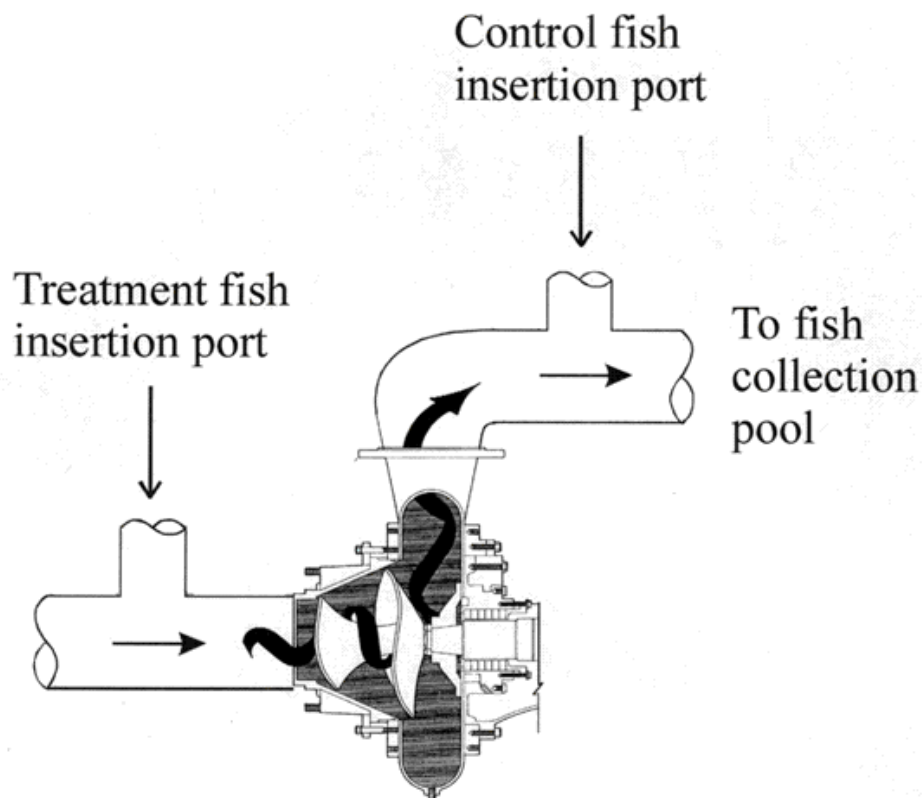 Control fish
insertion port
Treatment fish
insertion port
To fish
collection
pool